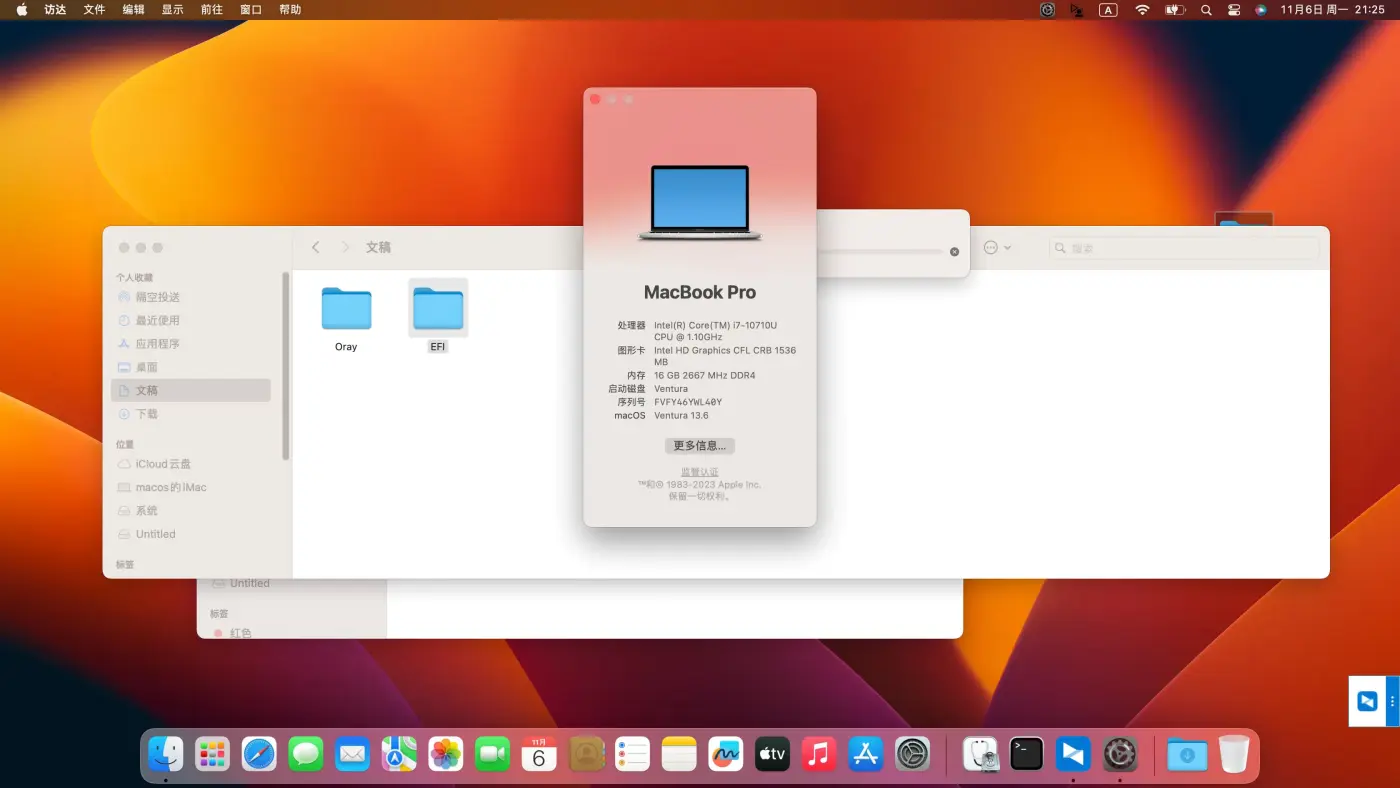 访达 文件 编辑 显示 前往 窗口 帮助
A
11月6日 周一 21:25
文稿
搜索
个人收藏
隔空投送
最近使用
应用程序
桌面
文稿
下载
位置
iCloud 云盘
macos的 iMac
系统
Untitled
标签
Oray
EFI
MacBook Pro
处理器 Intel(R) Core(TM) i7-10710U
CPU @ 1.10GHz
图形卡 Intel HD Graphics CFL CRB 1536
MB
内存 16 GB 2667 MHz DDR4
启动磁盘 Ventura
序列号 FVFY46YWL40Y
macOS Ventura 13.6
更多信息...
监管认证
™和© 1983-2023 Apple Inc.
保留一切权利。
Untitled
标签
红色
11月
6
tv